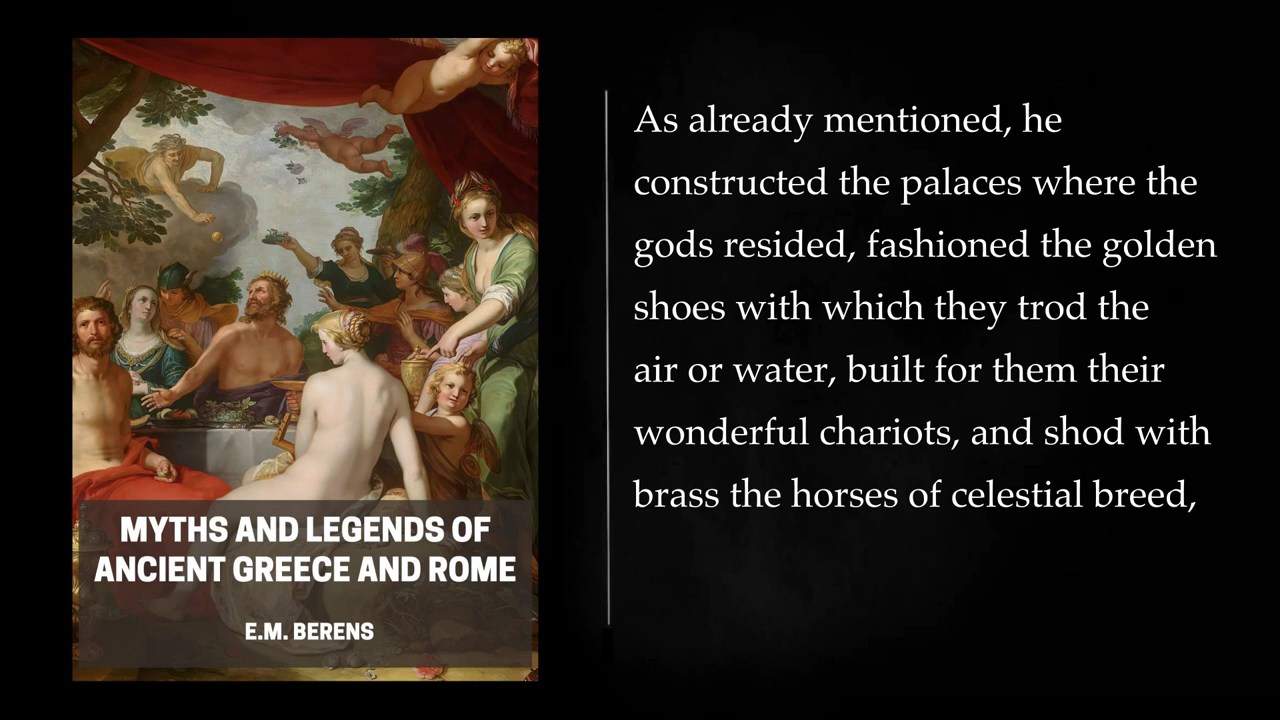 MYTHS AND LEGENDS OF
ANCIENT GREECE AND ROME
E.M. BERENS
As already mentioned, he
constructed the palaces where the
gods resided, fashioned the golden
shoes with which they trod the
air or water, built for them their
wonderful chariots, and shod with
brass the horses of celestial breed,